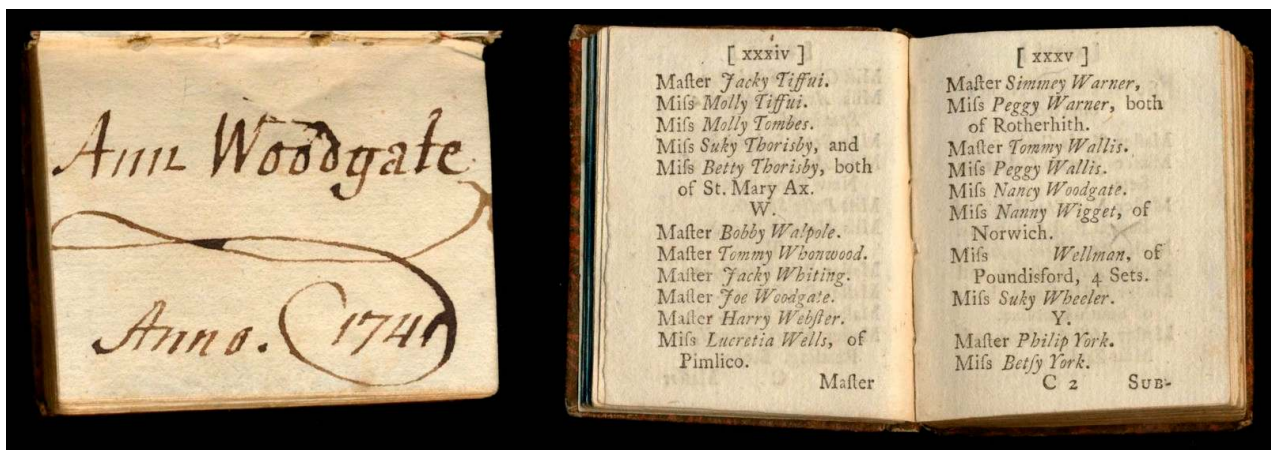 Ann Woodgate
Anno. 1741
[ xxxiv ]
Maſter Jacky Tiffui.
Miſs Molly Tiffui.
Miſs Molly Tombes.
Miſs Suky Thorisby, and
Miſs Betty Thorisby, both
of St. Mary Ax.
W.
Maſter Bobby Walpole.
Maſter Tommy Whonwood.
Maſter Jacky Whiting.
Maſter Joe Woodgate.
Maſter Harry Webſter.
Miſs Lucretia Wells, of
Pimlico.
Maſter
[ xxxv ]
Maſter Simmey Warner,
Miſs Peggy Warner, both
of Rotherhith.
Maſter Tommy Wallis.
Miſs Peggy Wallis.
Miſs Nancy Woodgate.
Miſs Nanny Wigget, of
Norwich.
Miſs Wellman, of
Poundisford, 4 Sets.
Miſs Suky Wheeler.
Y.
Maſter Philip York.
Miſs Betſy York.
C 2 SUB-